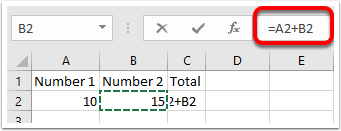 B2 fx =A2+B2
A B C D E
1 Number 1 Number 2 Total
2 10 15 2+B2